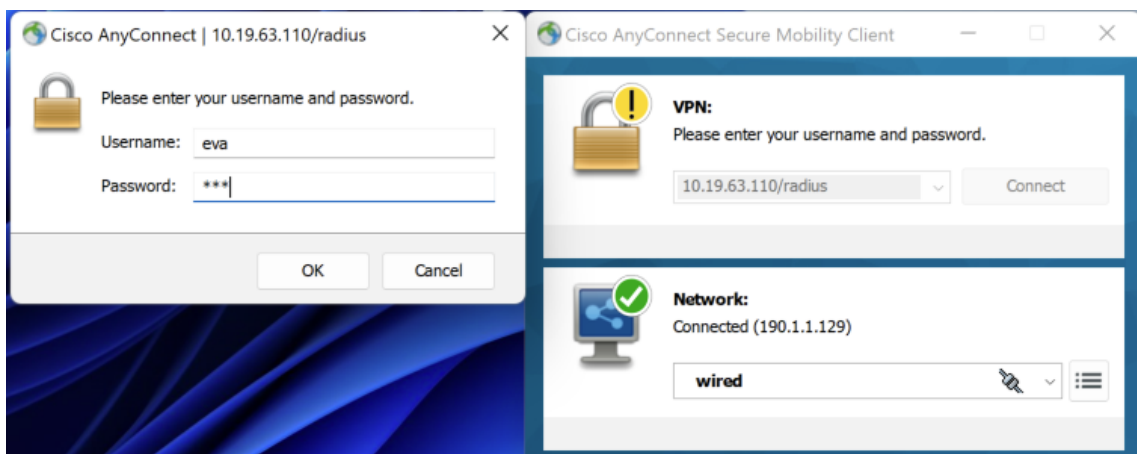 Cisco AnyConnect | 10.19.63.110/radius
Please enter your username and password.
Username: eva
Password: ***
OK Cancel
Cisco AnyConnect Secure Mobility Client
VPN:
Please enter your username and password.
10.19.63.110/radius Connect
Network:
Connected (190.1.1.129)
wired